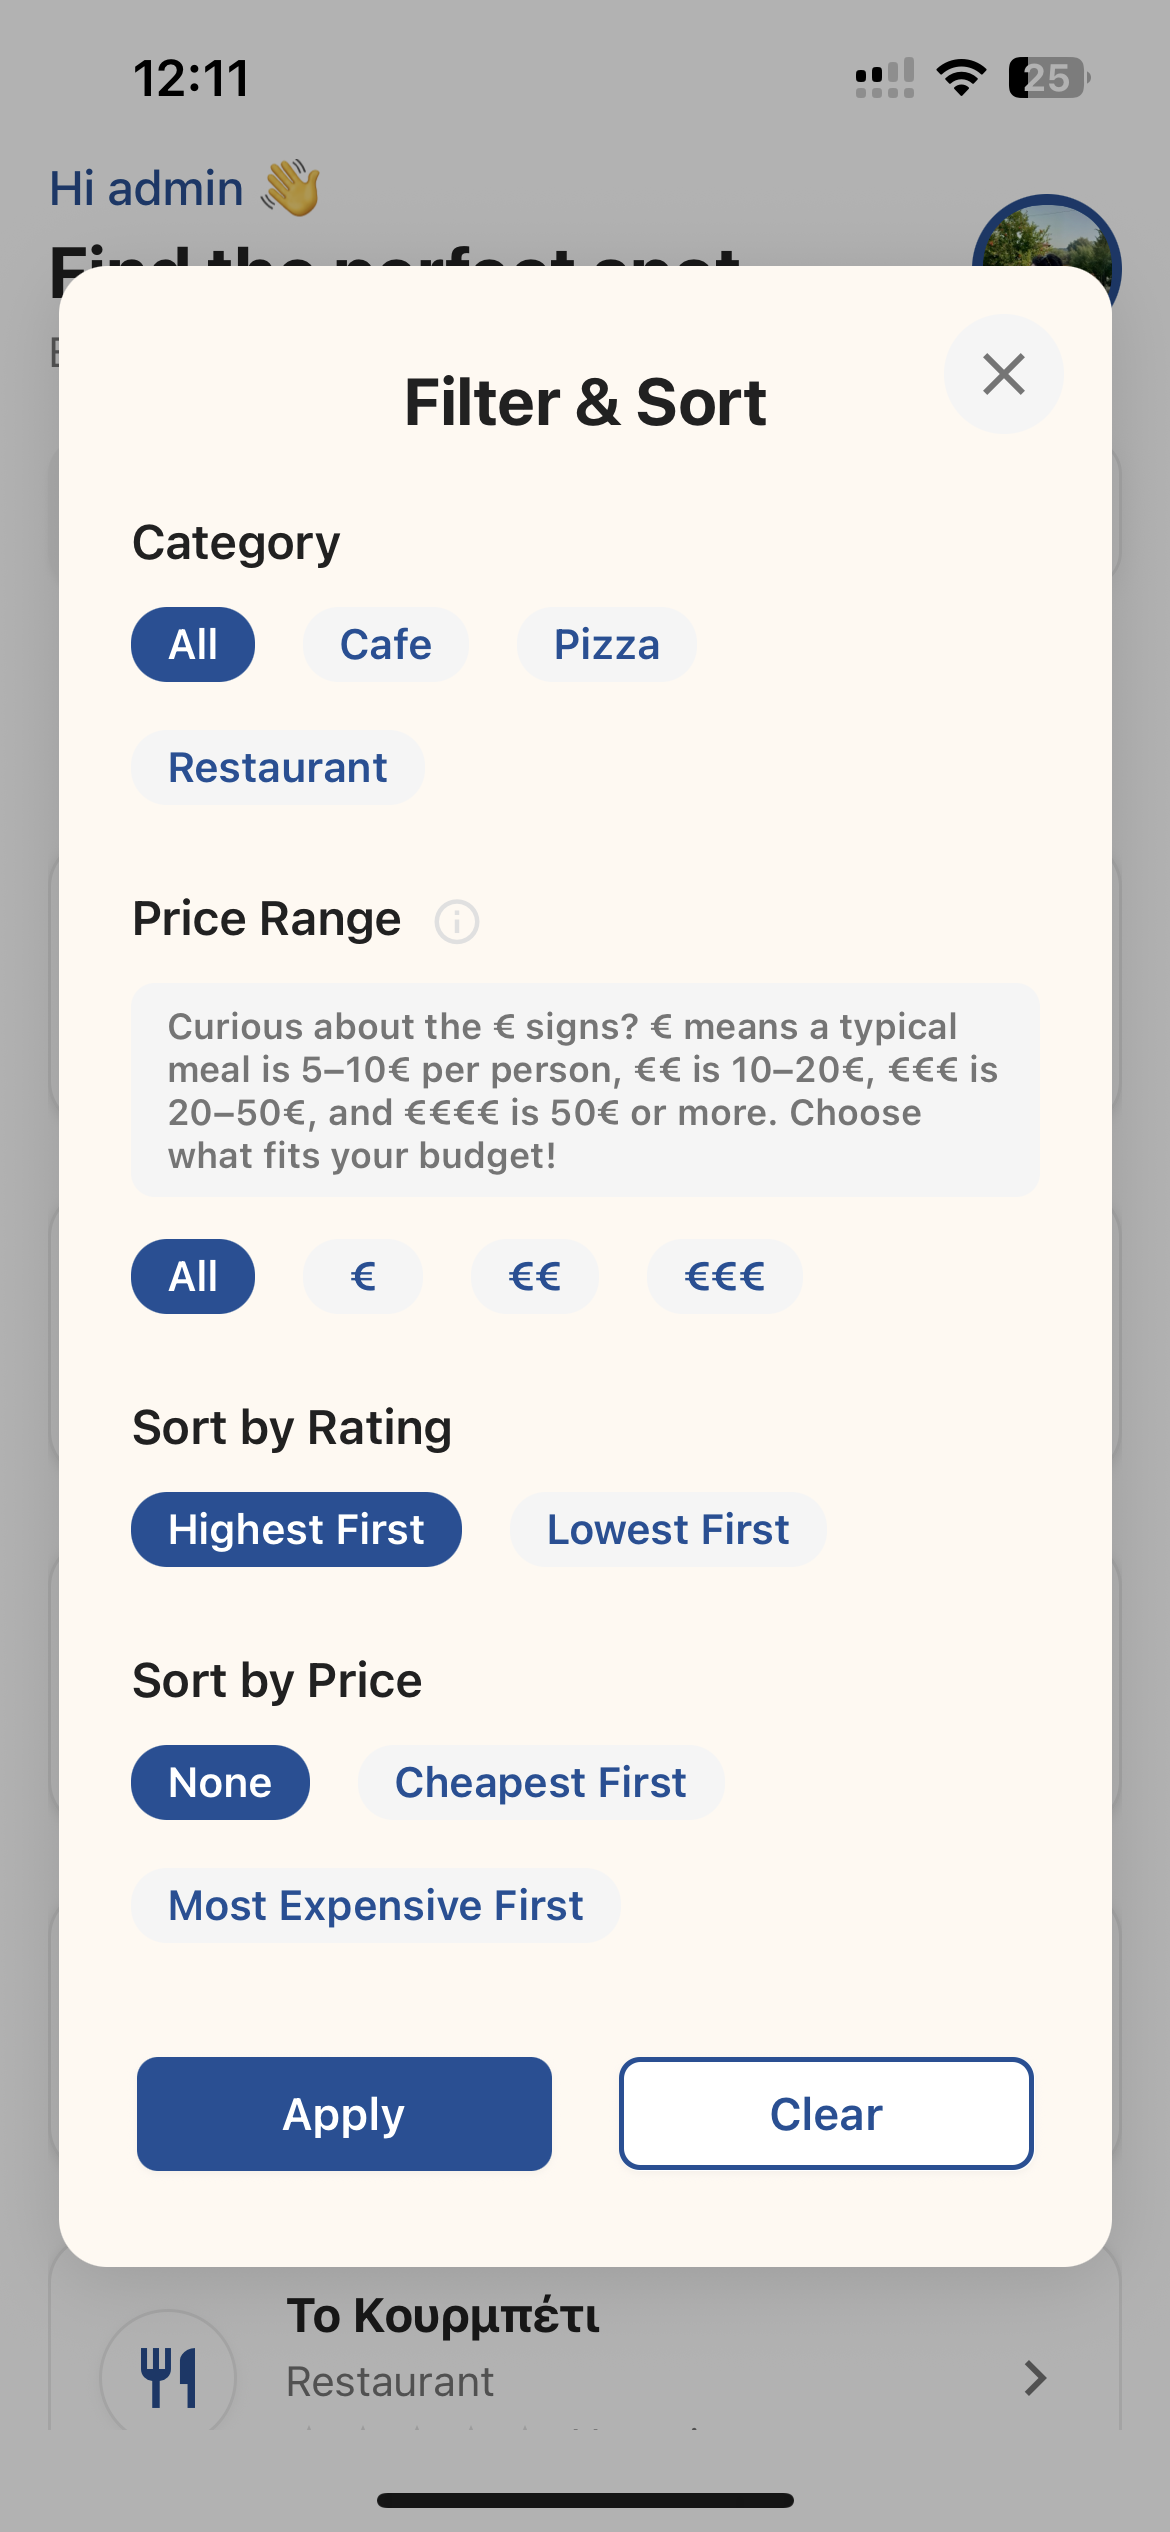 12:11
25
Hi admin 👋
Find the perfect spot
Filter & Sort
Category
All
Cafe
Pizza
Restaurant
Price Range
Curious about the € signs? € means a typical
meal is 5–10€ per person, €€ is 10–20€, €€€ is
20–50€, and €€€€ is 50€ or more. Choose
what fits your budget!
All
€
€€
€€€
Sort by Rating
Highest First
Lowest First
Sort by Price
None
Cheapest First
Most Expensive First
Apply
Clear
Το Κουρμπέτι
Restaurant